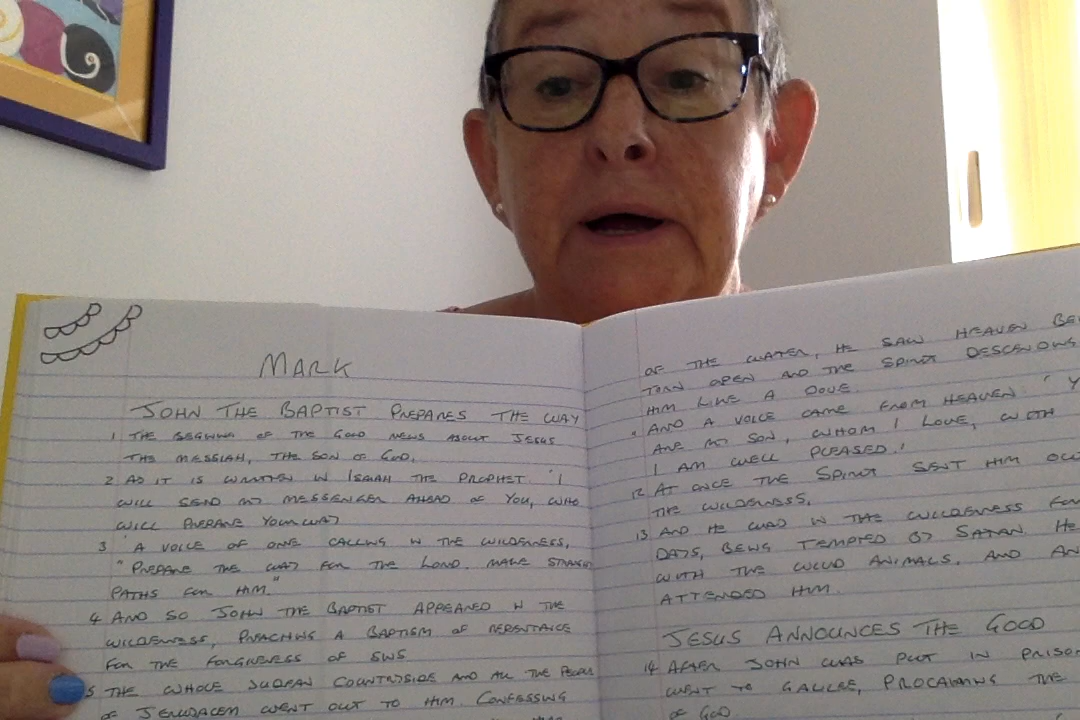 MARK
JOHN THE BAPTIST PREPARES THE WAY
1 THE BEGINING OF THE GOOD NEWS ABOUT JESUS
THE MESSIAH, THE SON OF GOD.
2 AS IT IS WRITTEN IN ISAIAH THE PROPHET. 'I
WILL SEND MY MESSENGER AHEAD OF YOU, WHO
WILL PREPARE YOUR WAY
3 'A VOICE OF ONE CALLING IN THE WILDERNESS,
"PREPARE THE WAY FOR THE LORD. MAKE STRAIGHT
PATHS FOR HIM."
4 AND SO JOHN THE BAPTIST APPEARED IN THE
WILDERNESS, PREACHING A BAPTISM OF REPENTANCE
FOR THE FORGIVENESS OF SINS.
5 THE WHOLE JUDEAN COUNTRYSIDE AND ALL THE PEOPLE
OF JERUSALEM WENT OUT TO HIM. CONFESSING
OF THE WATER, HE SAW HEAVEN BE
TORN OPEN AND THE SPIRIT DESCENDING
HIM LIKE A DOVE.
11 AND A VOICE CAME FROM HEAVEN. 'Y
ARE MY SON, WHOM I LOVE, WITH
I AM WELL PLEASED.'
12 AT ONCE THE SPIRIT SENT HIM OU
THE WILDERNESS,
13 AND HE WAS IN THE WILDERNESS FOR
DAYS, BEING TEMPTED BY SATAN. HE
WITH THE WILD ANIMALS, AND AN
ATTENDED HIM.
JESUS ANNOUNCES THE GOOD
14 AFTER JOHN WAS PUT IN PRISON
WENT TO GALILEE, PROCAIMING THE
OF GOD.